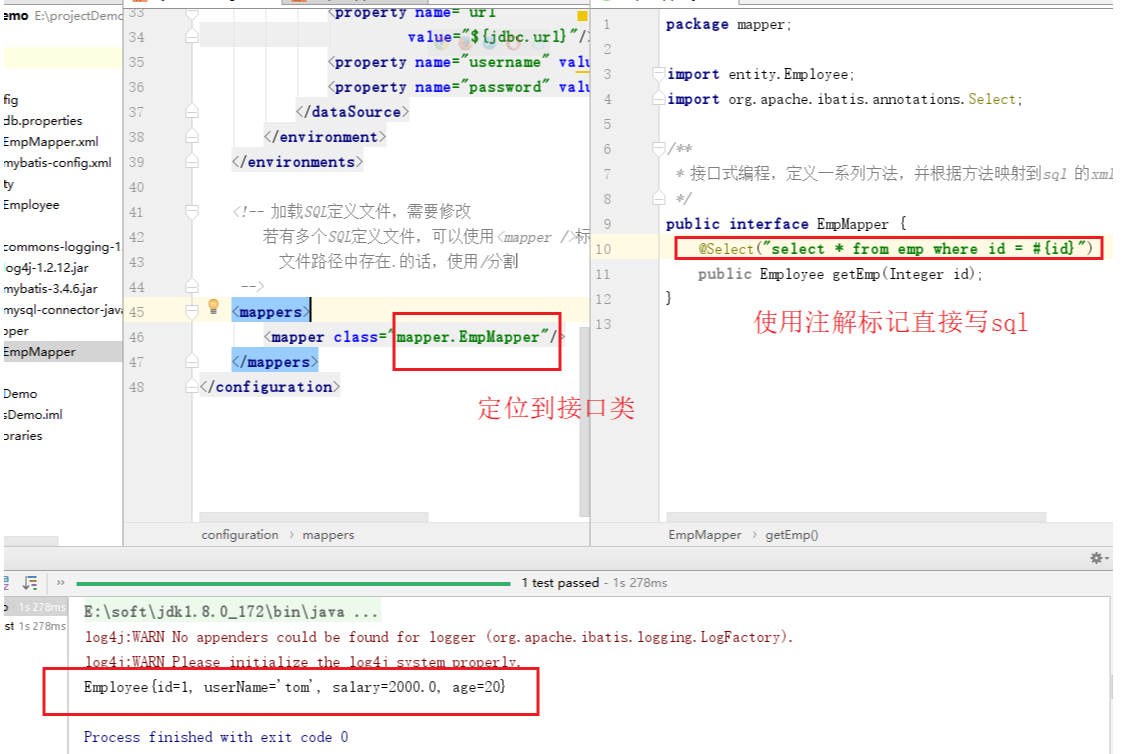 emo E:\projectDemo
fig
db.properties
EmpMapper.xml
mybatis-config.xml
ty
Employee
commons-logging-1.
log4j-1.2.12.jar
mybatis-3.4.6.jar
mysql-connector-java
pper
EmpMapper
Demo
sDemo.iml
braries
33 <property name="url
34 value="${jdbc.url}"/>
35 <property name="username" valu
36 <property name="password" valu
37 </dataSource>
38 </environment>
39 </environments>
40
41 <!-- 加载SQL定义文件，需要修改
42 若有多个SQL定义文件，可以使用<mapper />标
43 文件路径中存在.的话，使用/分割
44 -->
45 <mappers>
46 <mapper class="mapper.EmpMapper"/>
47 </mappers>
48 </configuration>
定位到接口类
configuration › mappers
1 package mapper;
2
3 import entity.Employee;
4 import org.apache.ibatis.annotations.Select;
5
6 /**
7 * 接口式编程，定义一系列方法，并根据方法映射到sql 的xml
8 */
9 public interface EmpMapper {
10 @Select("select * from emp where id = #{id}")
11 public Employee getEmp(Integer id);
12 }
13
使用注解标记直接写sql
EmpMapper › getEmp()
» 1 test passed - 1s 278ms
1s 278ms
st 1s 278ms
E:\soft\jdk1.8.0_172\bin\java ...
log4j:WARN No appenders could be found for logger (org.apache.ibatis.logging.LogFactory).
log4j:WARN Please initialize the log4j system properly.
Employee{id=1, userName='tom', salary=2000.0, age=20}
Process finished with exit code 0